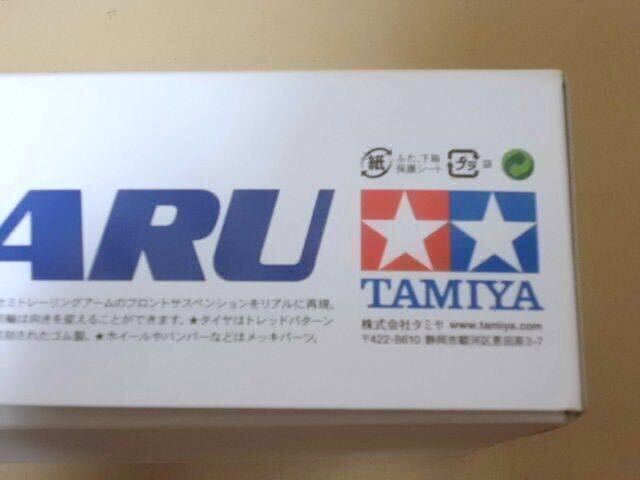 紙 ふた、下箱 プラ 袋
保護シート
ARU
TAMIYA
セミトレーリングアームのフロントサスペンションをリアルに再現。
輪は向きを変えることができます。★タイヤはトレッドパターン
刻されたゴム製。★ホイールやバンパーなどはメッキパーツ。
株式会社タミヤ www.tamiya.com
〒422-8610 静岡市駿河区恩田原3-7